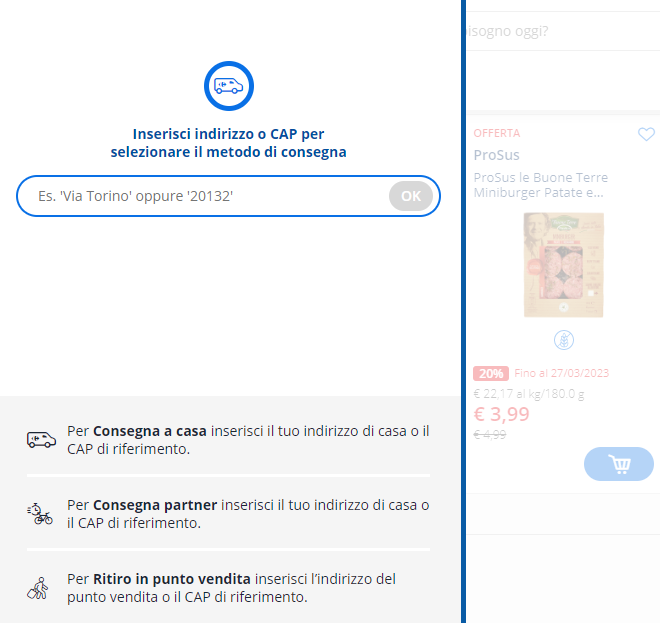 Inserisci indirizzo o CAP per
selezionare il metodo di consegna
Es. 'Via Torino' oppure '20132'
OK
Per Consegna a casa inserisci il tuo indirizzo di casa o il
CAP di riferimento.
Per Consegna partner inserisci il tuo indirizzo di casa o
il CAP di riferimento.
Per Ritiro in punto vendita inserisci l'indirizzo del
punto vendita o il CAP di riferimento.
bisogno oggi?
OFFERTA
ProSus
ProSus le Buone Terre
Miniburger Patate e...
20% Fino al 27/03/2023
€ 22,17 al kg/180.0 g
€ 3,99
€ 4,99